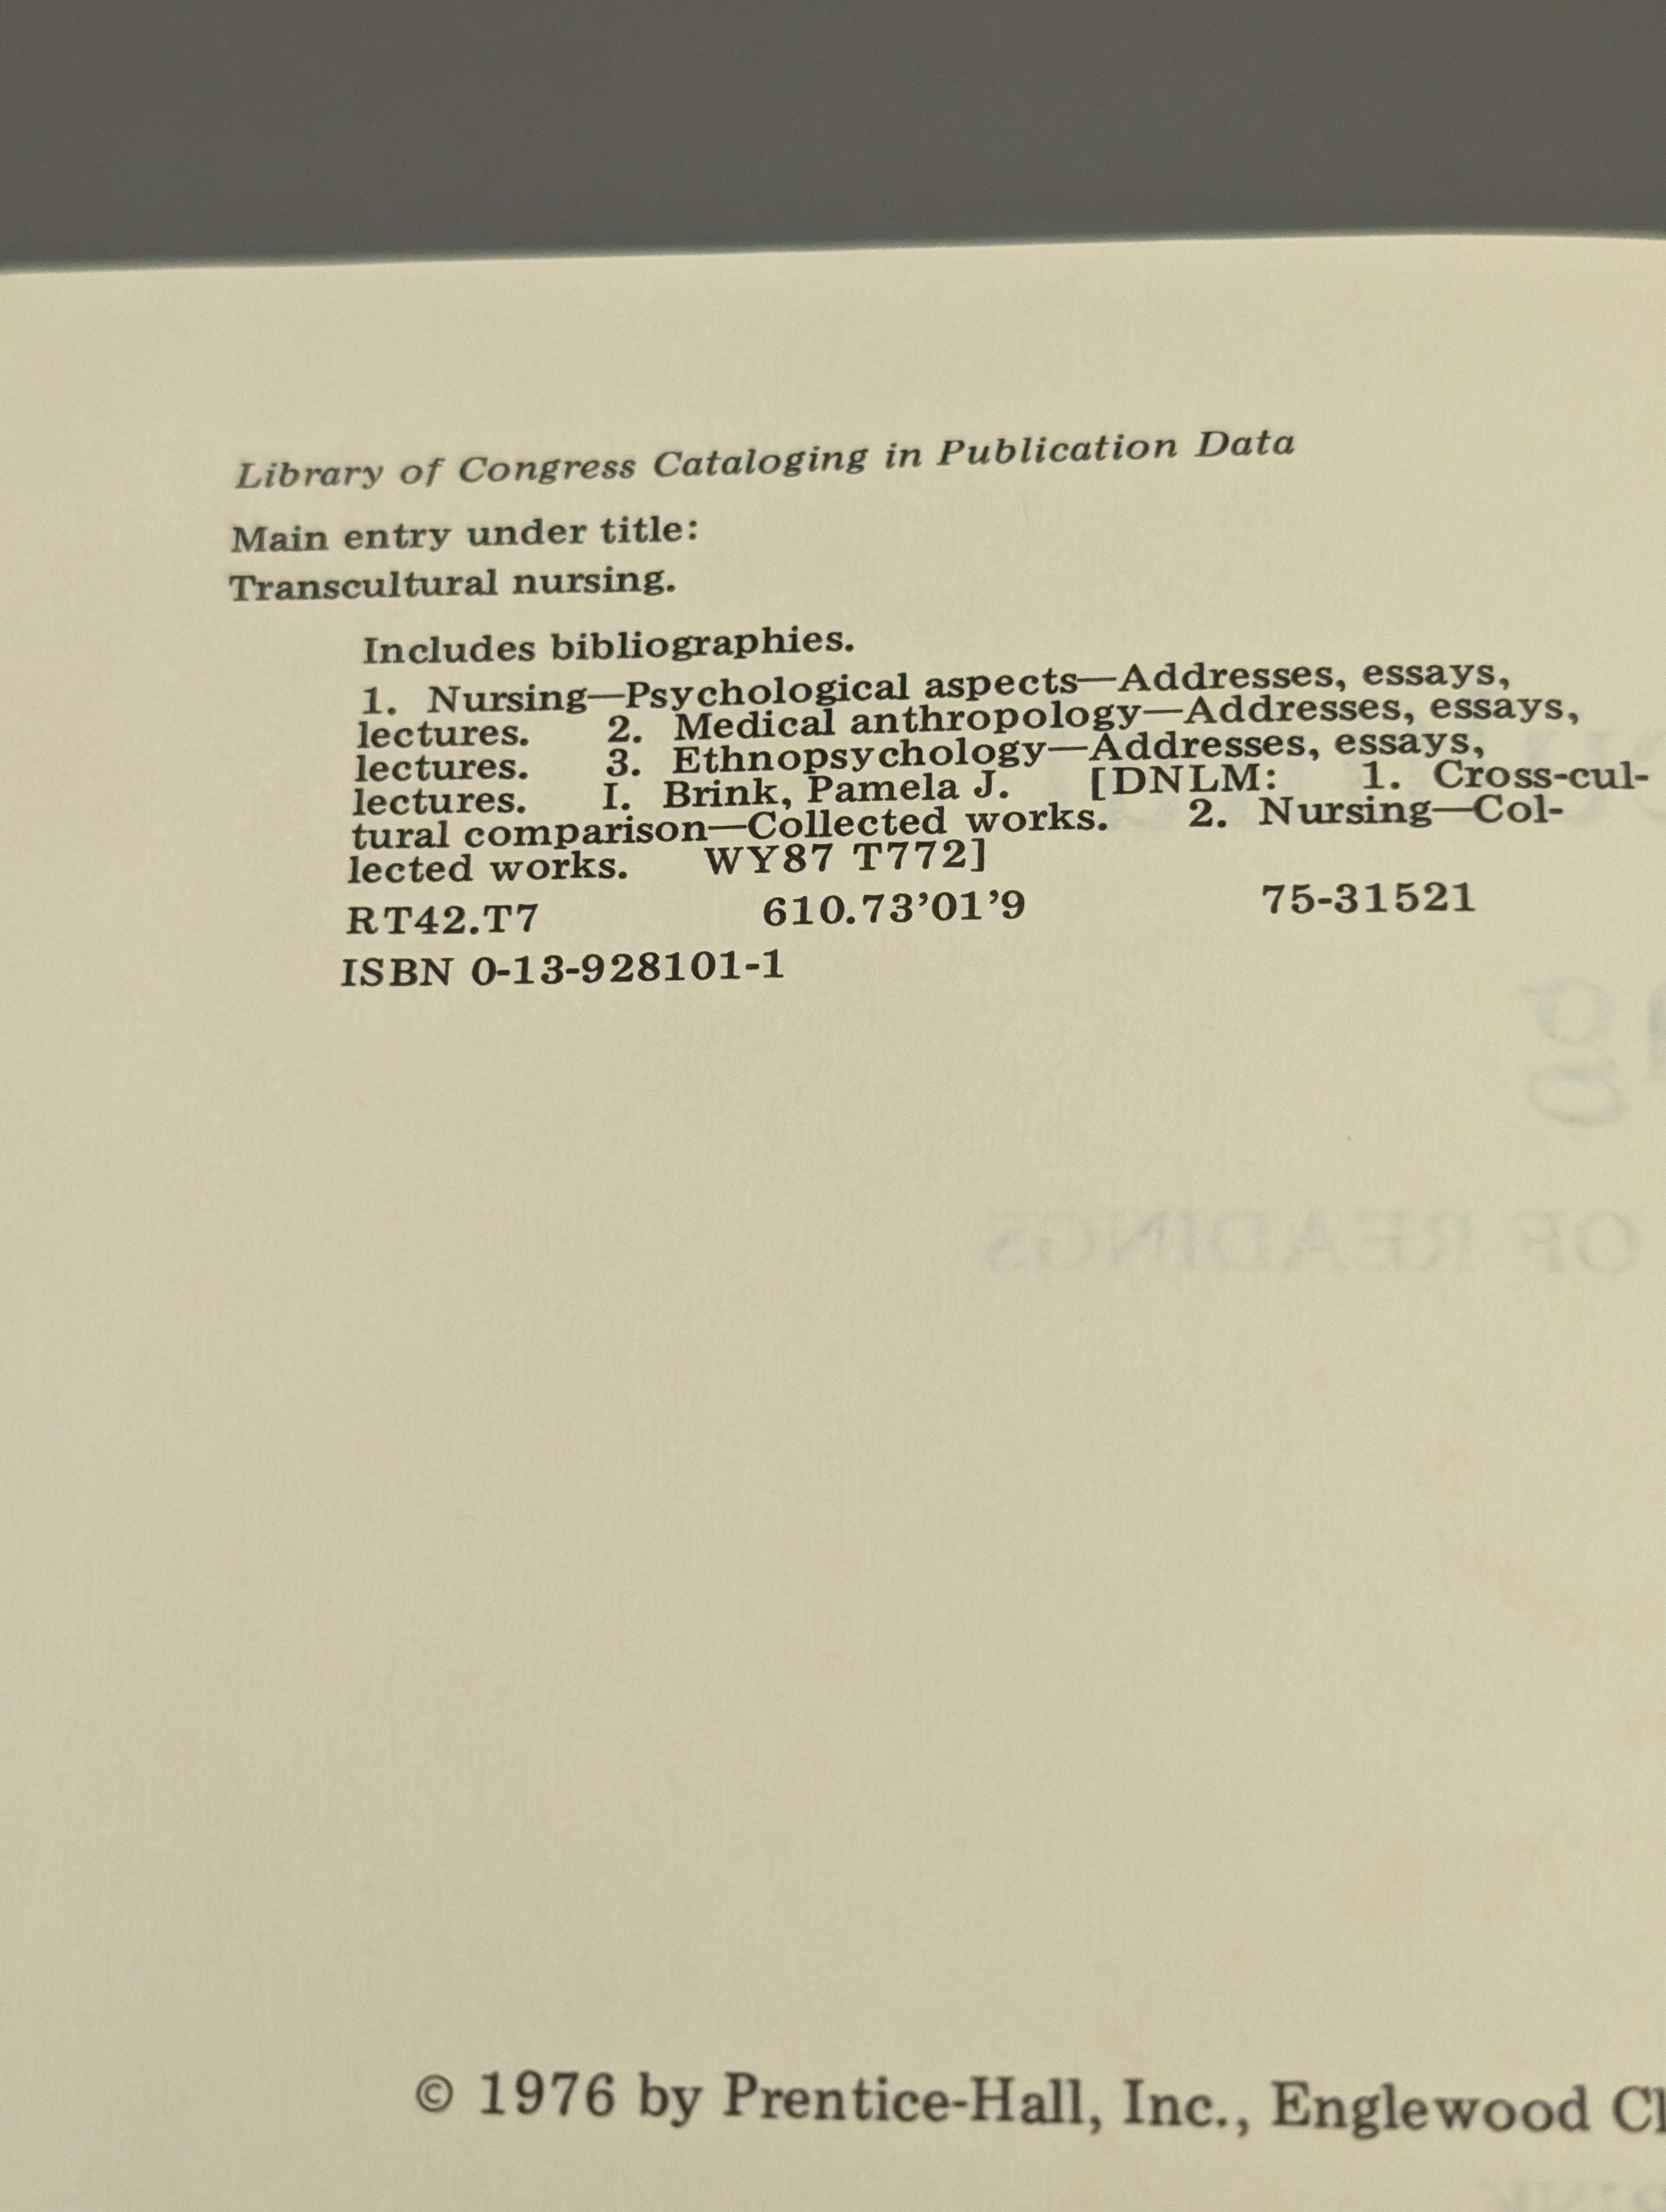 Library of Congress Cataloging in Publication Data
Main entry under title:
Transcultural nursing.
Includes bibliographies.
1. Nursing—Psychological aspects—Addresses, essays,
lectures. 2. Medical anthropology—Addresses, essays,
lectures. 3. Ethnopsychology—Addresses, essays,
lectures. I. Brink, Pamela J. [DNLM: 1. Cross-cul-
tural comparison—Collected works. 2. Nursing—Col-
lected works. WY87 T772]
RT42.T7 610.73'01'9 75-31521
ISBN 0-13-928101-1
OF READINGS
© 1976 by Prentice-Hall, Inc., Englewood Cl